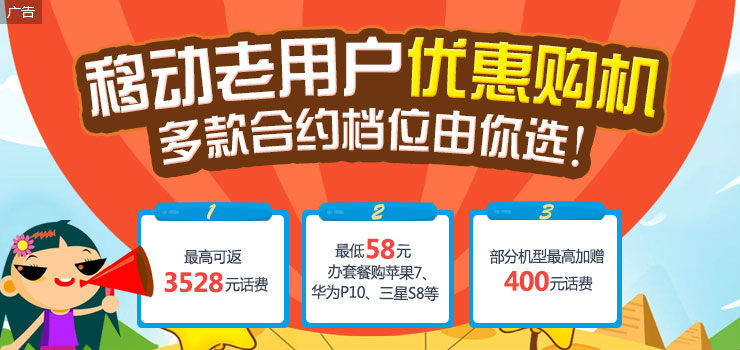 广告
移动老用户优惠购机
多款合约档位由你选!
1
最高可返
3528元话费
2
最低58元
办套餐购苹果7、
华为P10、三星S8等
3
部分机型最高加赠
400元话费